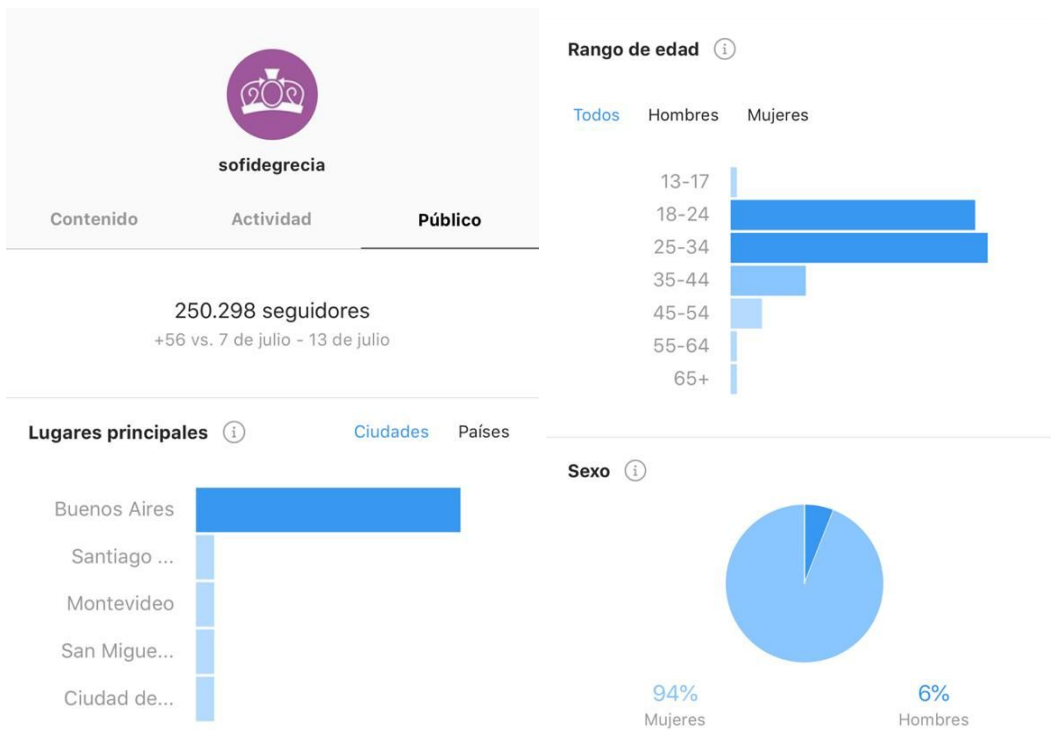 sofidegrecia
Contenido Actividad Público
250.298 seguidores
+56 vs. 7 de julio - 13 de julio
Lugares principales Ciudades Países
Buenos Aires
Santiago ...
Montevideo
San Migue...
Ciudad de...
Rango de edad
Todos Hombres Mujeres
13-17
18-24
25-34
35-44
45-54
55-64
65+
Sexo
94% 6%
Mujeres Hombres